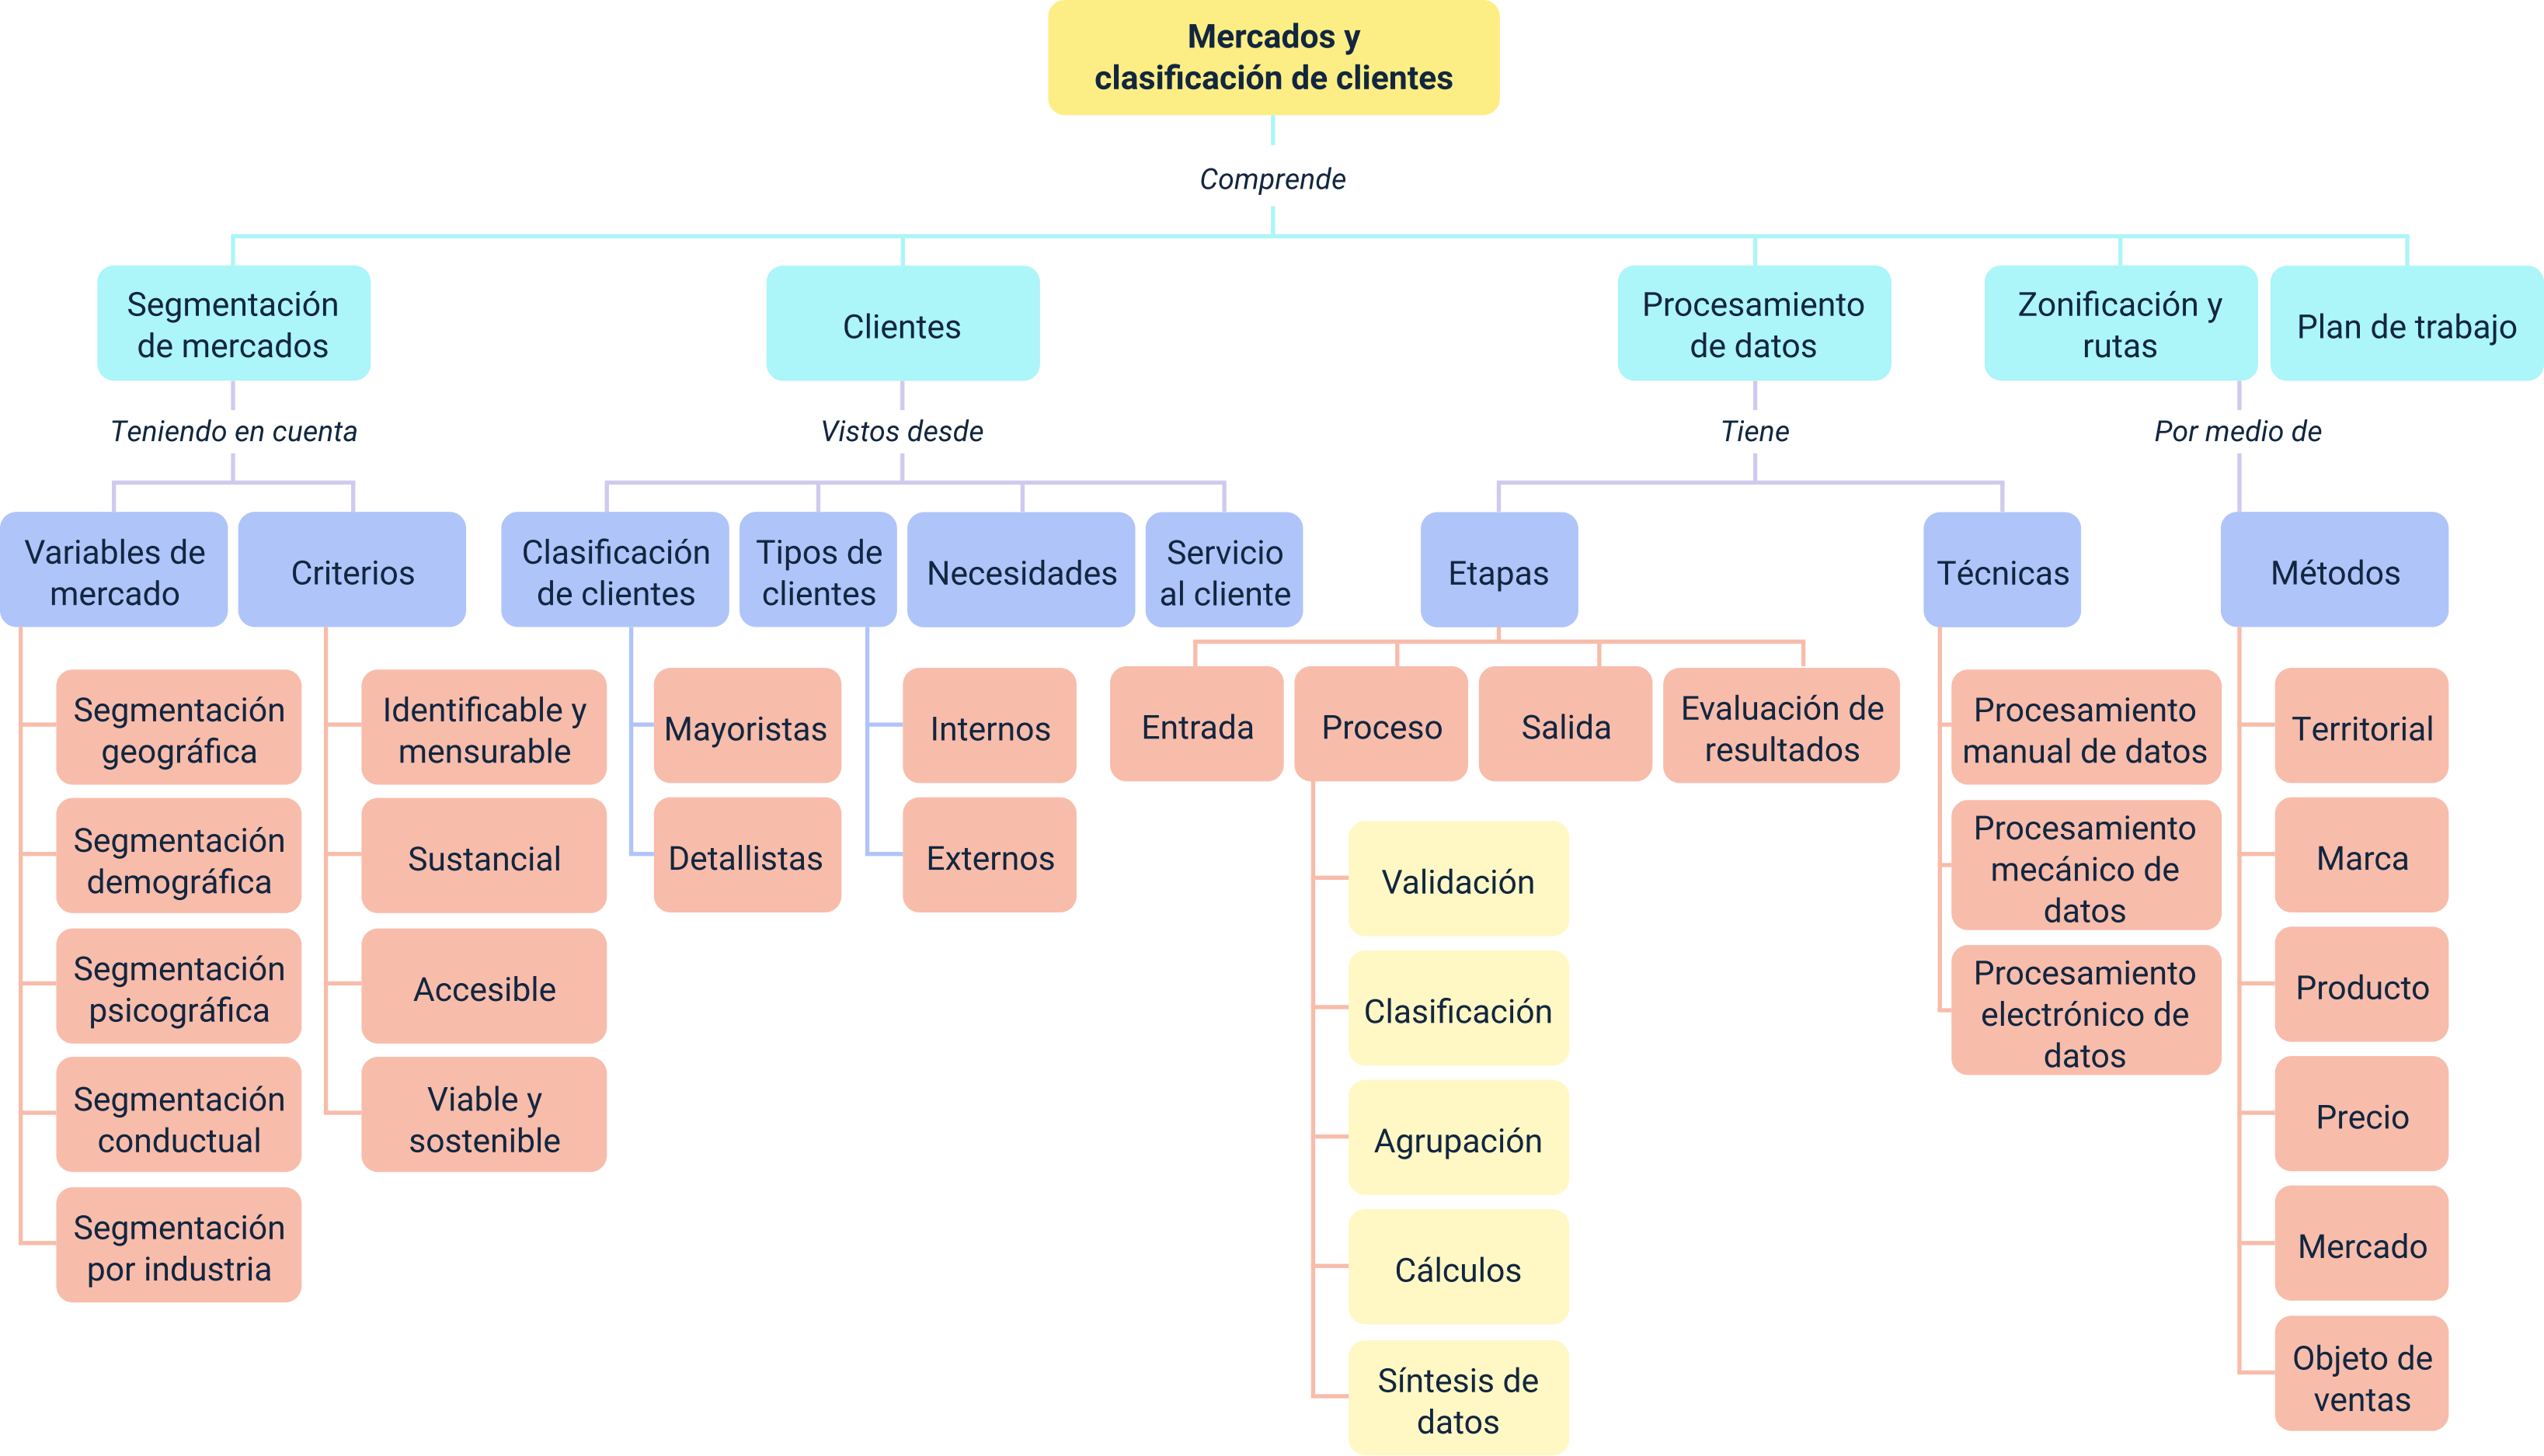 Mercados y
clasificación de clientes
Comprende
Segmentación
de mercados
Clientes
Procesamiento
de datos
Zonificación y
rutas
Plan de trabajo
Teniendo en cuenta
Vistos desde
Tiene
Por medio de
Variables de
mercado
Criterios
Clasificación
de clientes
Tipos de
clientes
Necesidades
Servicio
al cliente
Etapas
Técnicas
Métodos
Segmentación
geográfica
Segmentación
demográfica
Segmentación
psicográfica
Segmentación
conductual
Segmentación
por industria
Identificable y
mensurable
Sustancial
Accesible
Viable y
sostenible
Mayoristas
Detallistas
Internos
Externos
Entrada
Proceso
Salida
Evaluación de
resultados
Validación
Clasificación
Agrupación
Cálculos
Síntesis de
datos
Procesamiento
manual de datos
Procesamiento
mecánico de
datos
Procesamiento
electrónico de
datos
Territorial
Marca
Producto
Precio
Mercado
Objeto de
ventas